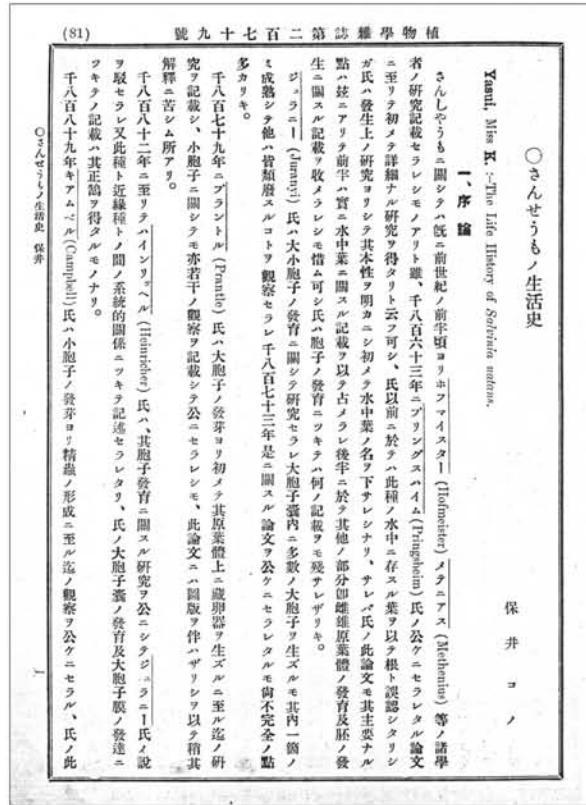 植物學雜誌第二百七十九號
(81)
〇さんせうもノ生活史
保井コノ
Yasui, Miss K. :—The Life History of Salvinia natans.
一、序論
さんしやうもニ關シテハ旣ニ前世紀ノ前半頃ヨリホフマイスター(Hofmeister)メテニアス(Methenius)等ノ諸學
者ノ研究記載セラレシモノアリト雖、千八百六十三年ニプリングスハイム(Pringsheim)氏ノ公ケニセラレタル論文
ニ至リテ初メテ詳細ナル硏究ヲ得タリト云フ可シ、氏以前ニ於テハ此種ノ水中ニ存スル葉ヲ以テ根ト誤認シタリシ
ガ氏ハ發生上ノ研究ヨリシテ其本性ヲ明カニシ初メテ水中葉ノ名ヲ下サレシナリ、サレバ氏ノ此論文モ其主要ナル
點ハ玆ニアリテ前半ハ實ニ水中葉ニ關スル記載ヲ以テ占メラレ後半ニ於テ其他ノ部分卽雌雄原葉體ノ發育及胚ノ發
生ニ關スル記載ヲ收メラレシモ惜ム可シ氏ハ胞子ノ發育ニツキテハ何ノ記載ヲモ殘サレザリキ。
ジュラニー(Juranyi)氏ハ大小胞子ノ發育ニ關シテ研究セラレ大胞子囊内ニ多數ノ大胞子ヲ生ズルモ其内一箇ノ
ミ成熟シテ他ハ皆類廢スルコトヲ觀察セラレ千八百七十三年是ニ關スル論文ヲ公ケニセラレタルモ尙不完全ノ點
多カリキ。
千八百七十九年ニプラントル(Prantle)氏ハ大胞子ノ發芽ヨリ初メテ其原葉體上ニ藏卵器ヲ生ズルニ至ル迄ノ研
究ヲ記載シ、小胞子ニ關シテモ亦若干ノ觀察ヲ記載シテ公ニセラレシモ、此論文ニハ圖版ヲ伴ハザリシヲ以テ稍其
解釋ニ苦シム所アリ。
千八百八十二年ニ至リテハインリッヘル(Heinricher)氏ハ、其胞子發育ニ關スル研究ヲ公ニシテジュラニー氏ノ說
ヲ駁セラレ又此種ト近緣種トノ間ノ系統的關係ニツキテ記述セラレタリ、氏ノ大胞子囊ノ發育及大胞子膜ノ發達ニ
ツキテノ記載ハ其正鵠ヲ得タルモノナリ。
千八百八十九年キアムベル(Campbell)氏ハ小胞子ノ發芽ヨリ精蟲ノ形成ニ至ル迄ノ觀察ヲ公ケニセラル、氏ノ此
〇さんせうもノ生活史 保井